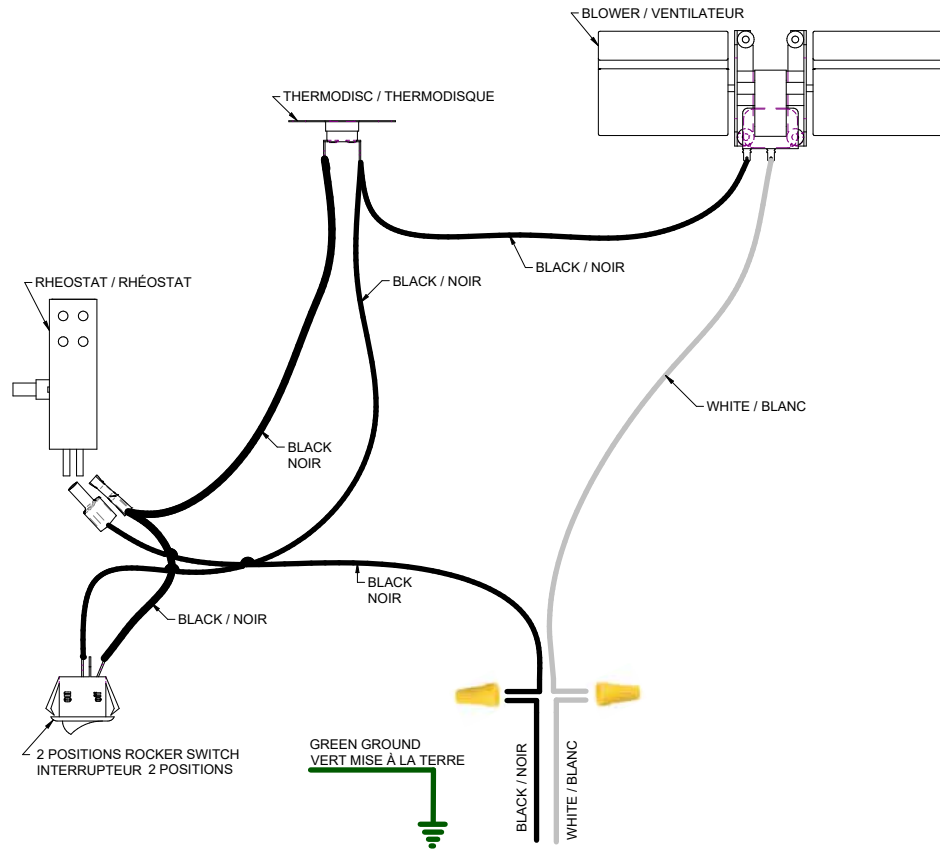 BLOWER / VENTILATEUR
THERMODISC / THERMODISQUE
BLACK / NOIR
BLACK / NOIR
RHEOSTAT / RHÉOSTAT
WHITE / BLANC
BLACK
NOIR
BLACK
NOIR
BLACK / NOIR
2 POSITIONS ROCKER SWITCH
INTERRUPTEUR 2 POSITIONS
GREEN GROUND
VERT MISE À LA TERRE
BLACK / NOIR
WHITE / BLANC